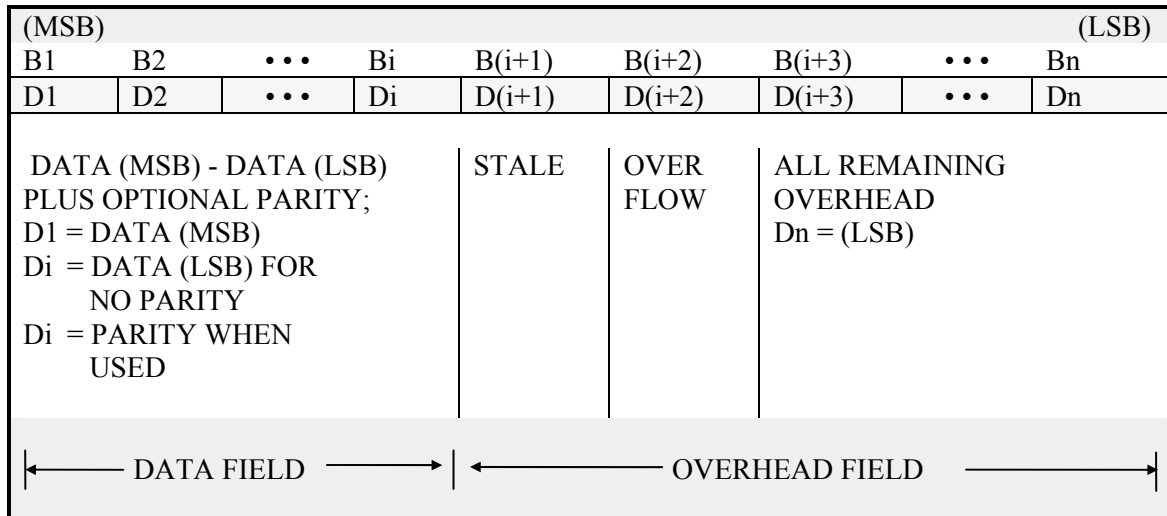 (MSB) (LSB)
B1 B2 • • • Bi B(i+1) B(i+2) B(i+3) • • • Bn
D1 D2 • • • Di D(i+1) D(i+2) D(i+3) • • • Dn
DATA (MSB) - DATA (LSB)
PLUS OPTIONAL PARITY;
D1 = DATA (MSB)
Di = DATA (LSB) FOR
NO PARITY
Di = PARITY WHEN
USED
STALE
OVER
FLOW
ALL REMAINING
OVERHEAD
Dn = (LSB)
DATA FIELD OVERHEAD FIELD